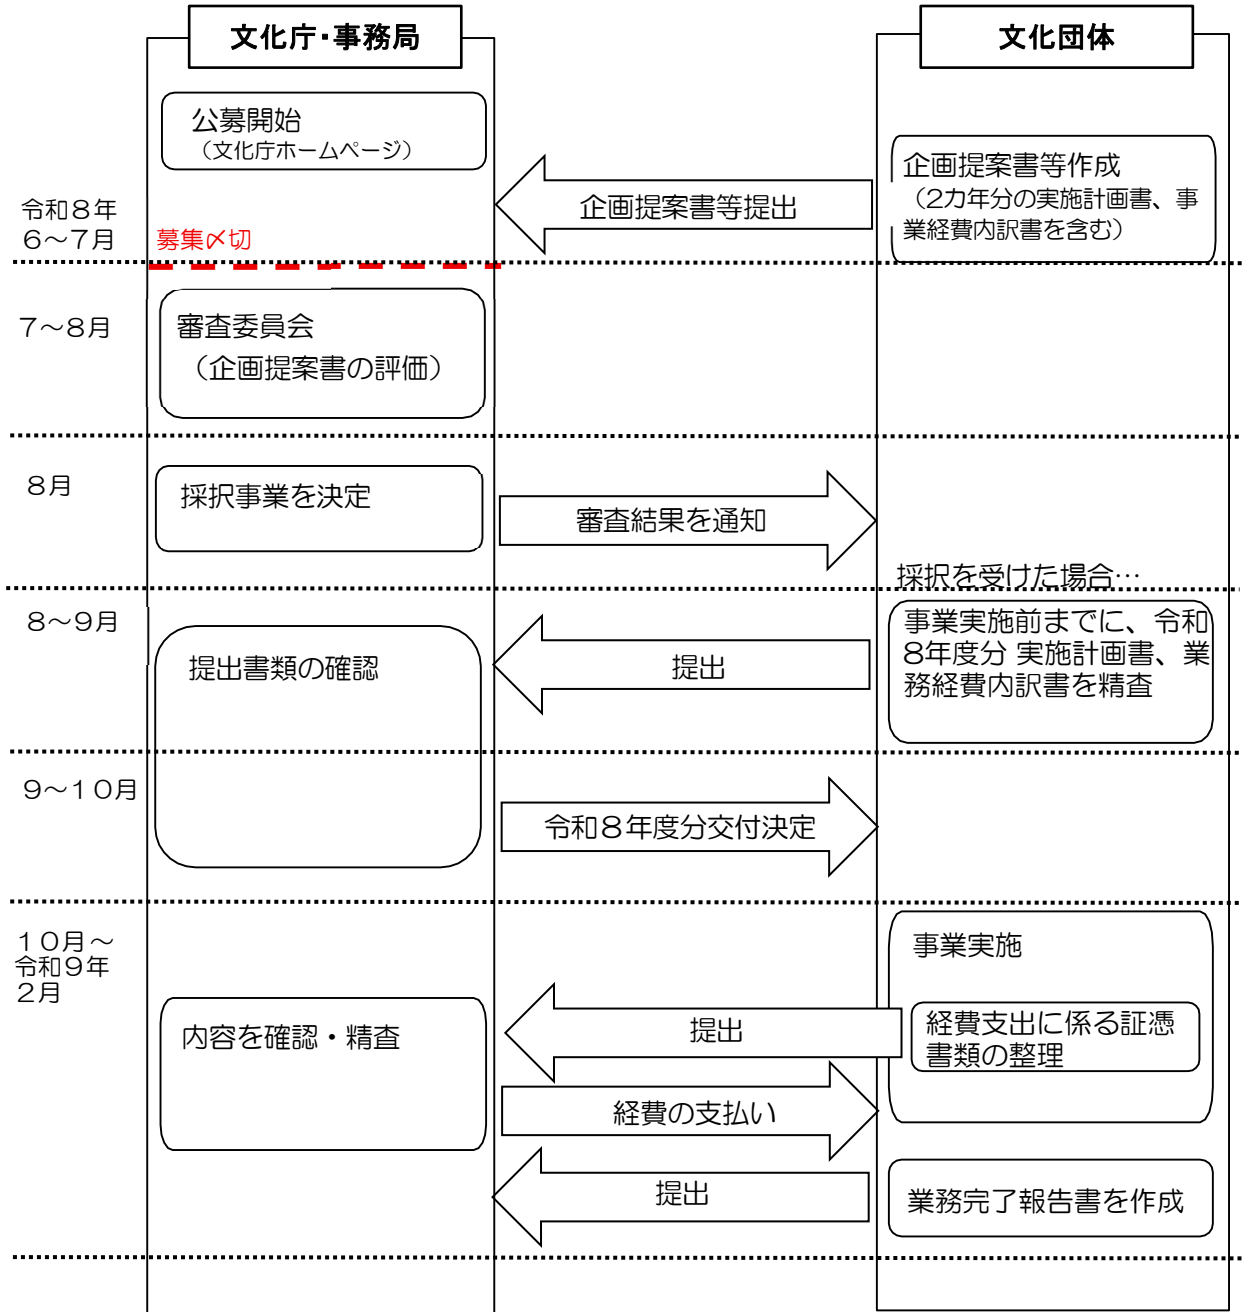 文化庁・事務局
文化団体
公募開始
（文化庁ホームページ）
企画提案書等作成
（2カ年分の実施計画書、事
業経費内訳書を含む）
企画提案書等提出
令和８年
６～７月
募集〆切
７～８月
審査委員会
（企画提案書の評価）
８月
採択事業を決定
審査結果を通知
採択を受けた場合…
８～９月
提出書類の確認
提出
事業実施前までに、令和
8年度分 実施計画書、業
務経費内訳書を精査
９～１０月
令和８年度分交付決定
１０月～
令和９年
２月
事業実施
内容を確認・精査
提出
経費支出に係る証憑
書類の整理
経費の支払い
提出
業務完了報告書を作成